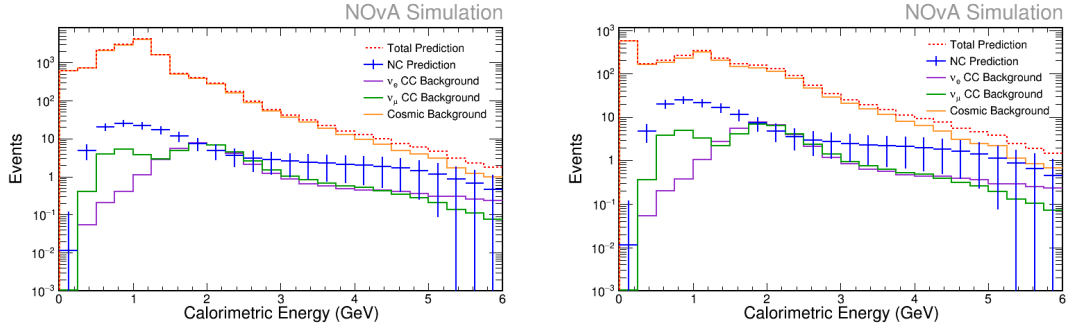 NOvA Simulation
Total Prediction
NC Prediction
νe CC Background
νμ CC Background
Cosmic Background
Events
10³
10²
10
1
10⁻¹
10⁻²
10⁻³
0 1 2 3 4 5 6
Calorimetric Energy (GeV)
NOvA Simulation
Total Prediction
NC Prediction
νe CC Background
νμ CC Background
Cosmic Background
Events
10³
10²
10
1
10⁻¹
10⁻²
10⁻³
0 1 2 3 4 5 6
Calorimetric Energy (GeV)